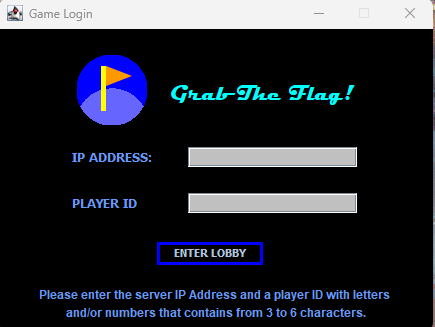 Game Login
Grab-The Flag!
IP ADDRESS:
PLAYER ID
ENTER LOBBY
Please enter the server IP Address and a player ID with letters
and/or numbers that contains from 3 to 6 characters.